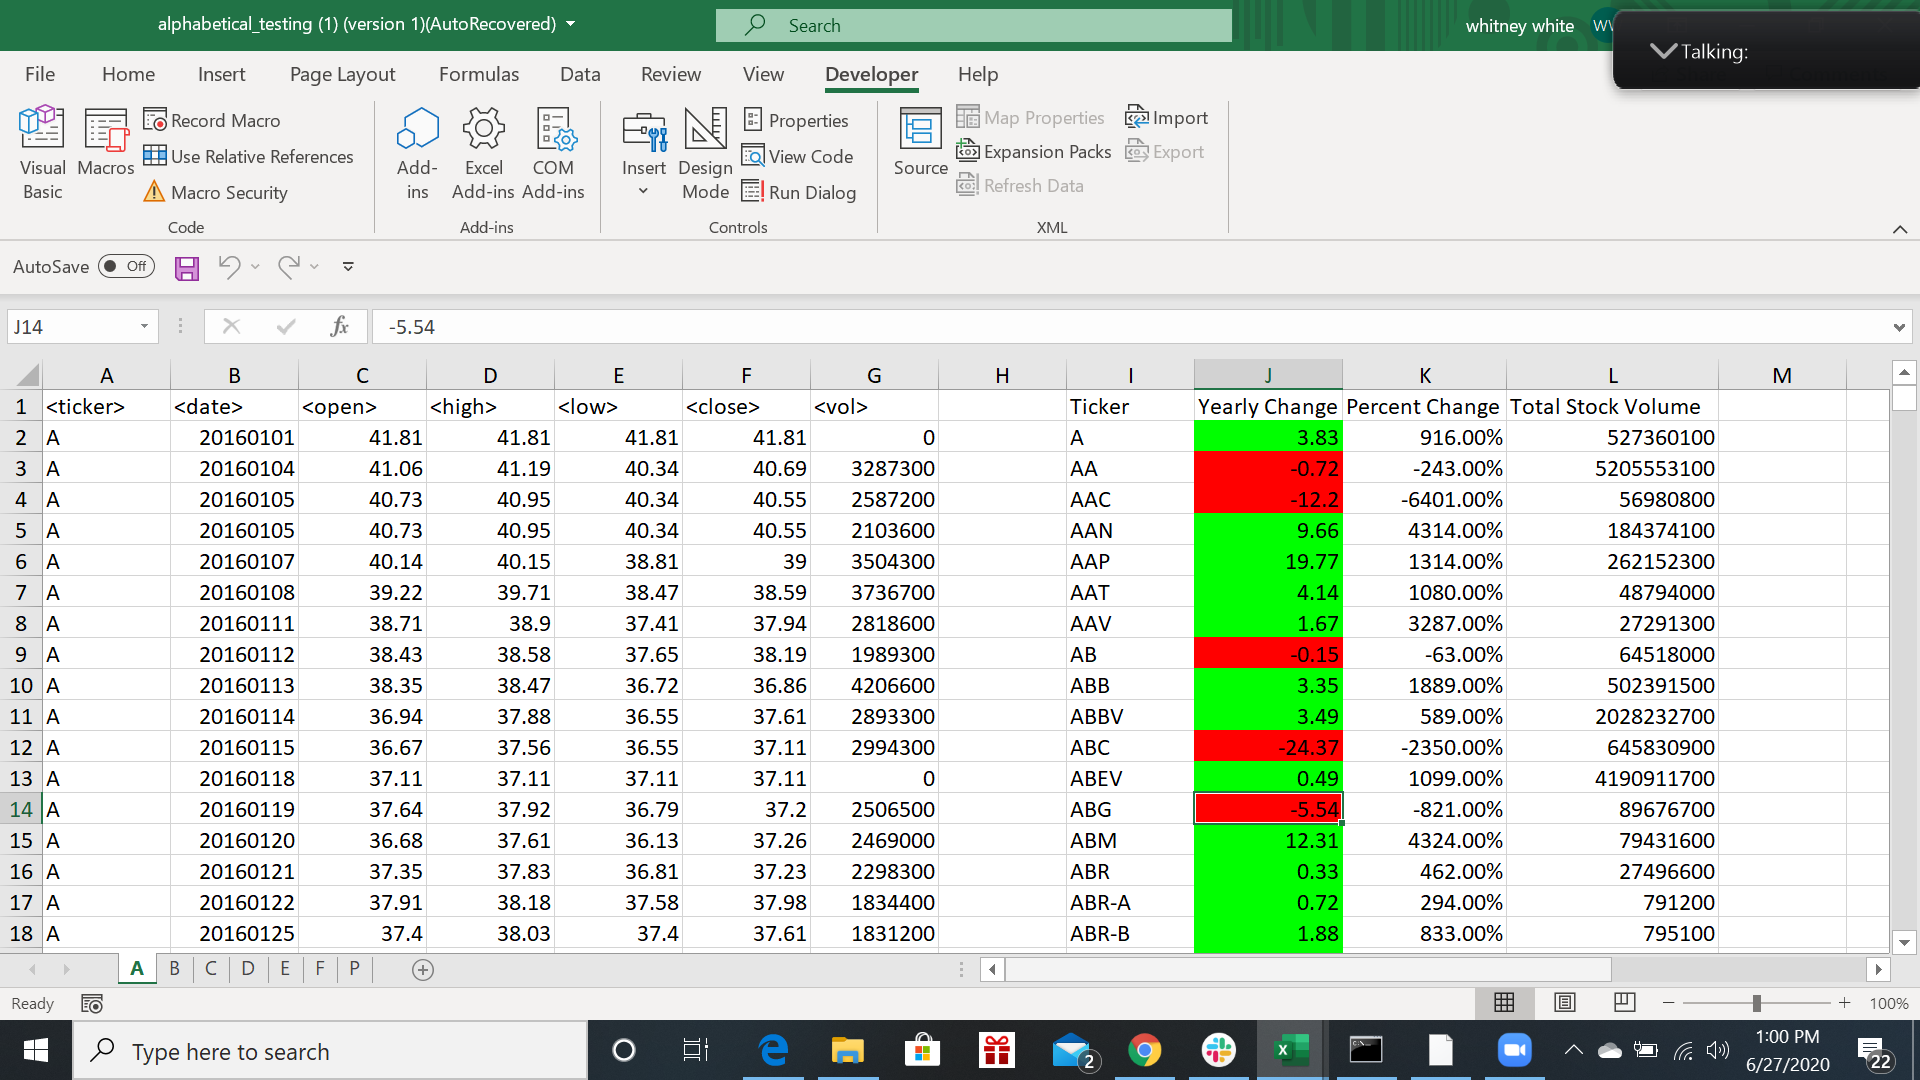 alphabetical_testing (1) (version 1)(AutoRecovered)
Search
whitney white
Talking:
File Home Insert Page Layout Formulas Data Review View Developer Help
Visual Basic
Macros
Record Macro
Use Relative References
Macro Security
Code
Add-ins
Excel Add-ins
COM Add-ins
Add-ins
Insert
Design Mode
Properties
View Code
Run Dialog
Controls
Source
Map Properties
Expansion Packs
Refresh Data
Import
Export
XML
AutoSave Off
J14 fx -5.54
A B C D E F G H I J K L M
1 <ticker> <date> <open> <high> <low> <close> <vol> Ticker Yearly Change Percent Change Total Stock Volume
2 A 20160101 41.81 41.81 41.81 41.81 0 A 3.83 916.00% 527360100
3 A 20160104 41.06 41.19 40.34 40.69 3287300 AA -0.72 -243.00% 5205553100
4 A 20160105 40.73 40.95 40.34 40.55 2587200 AAC -12.2 -6401.00% 56980800
5 A 20160105 40.73 40.95 40.34 40.55 2103600 AAN 9.66 4314.00% 184374100
6 A 20160107 40.14 40.15 38.81 39 3504300 AAP 19.77 1314.00% 262152300
7 A 20160108 39.22 39.71 38.47 38.59 3736700 AAT 4.14 1080.00% 48794000
8 A 20160111 38.71 38.9 37.41 37.94 2818600 AAV 1.67 3287.00% 27291300
9 A 20160112 38.43 38.58 37.65 38.19 1989300 AB -0.15 -63.00% 64518000
10 A 20160113 38.35 38.47 36.72 36.86 4206600 ABB 3.35 1889.00% 502391500
11 A 20160114 36.94 37.88 36.55 37.61 2893300 ABBV 3.49 589.00% 2028232700
12 A 20160115 36.67 37.56 36.55 37.11 2994300 ABC -24.37 -2350.00% 645830900
13 A 20160118 37.11 37.11 37.11 37.11 0 ABEV 0.49 1099.00% 4190911700
14 A 20160119 37.64 37.92 36.79 37.2 2506500 ABG -5.54 -821.00% 89676700
15 A 20160120 36.68 37.61 36.13 37.26 2469000 ABM 12.31 4324.00% 79431600
16 A 20160121 37.35 37.83 36.81 37.23 2298300 ABR 0.33 462.00% 27496600
17 A 20160122 37.91 38.18 37.58 37.98 1834400 ABR-A 0.72 294.00% 791200
18 A 20160125 37.4 38.03 37.4 37.61 1831200 ABR-B 1.88 833.00% 795100
A B C D E F P
Ready 100%
Type here to search
2
1:00 PM
6/27/2020
22